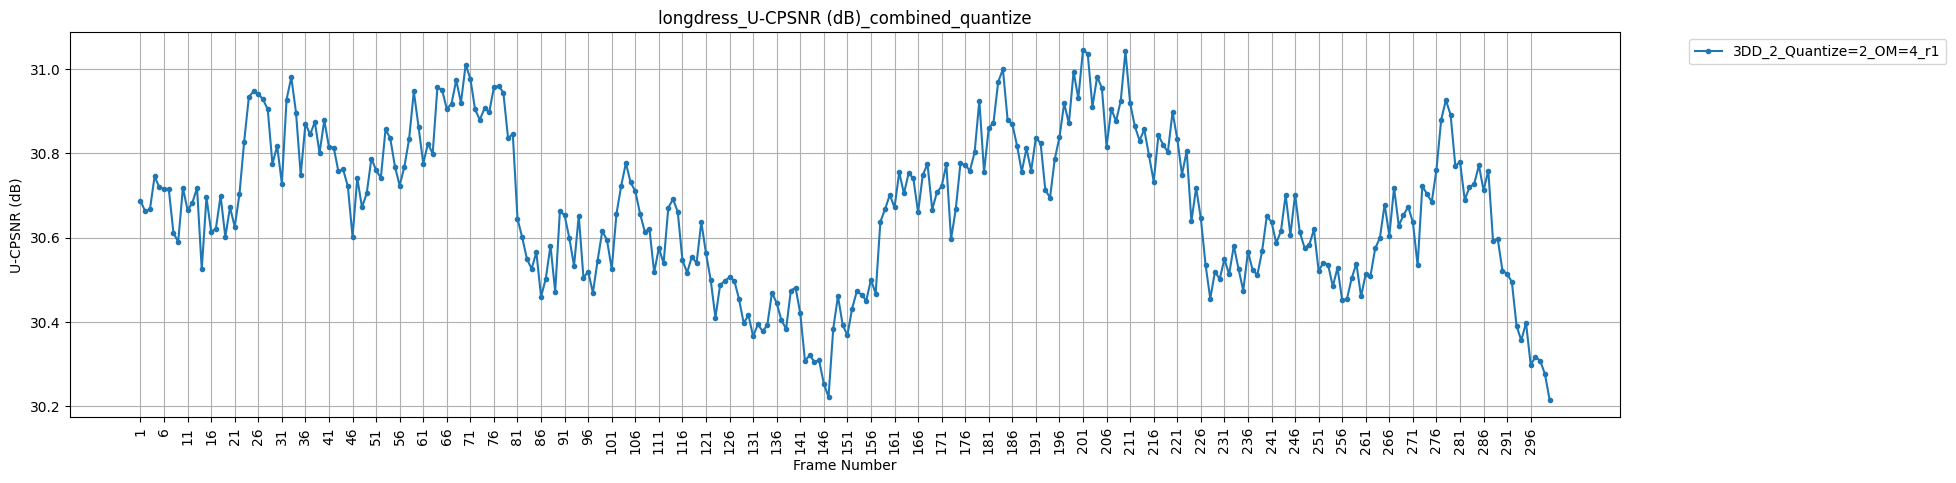 longdress_U-CPSNR (dB)_combined_quantize
3DD_2_Quantize=2_OM=4_r1
U-CPSNR (dB)
31.0
30.8
30.6
30.4
30.2
1 6 11 16 21 26 31 36 41 46 51 56 61 66 71 76 81 86 91 96 101 106 111 116 121 126 131 136 141 146 151 156 161 166 171 176 181 186 191 196 201 206 211 216 221 226 231 236 241 246 251 256 261 266 271 276 281 286 291 296
Frame Number